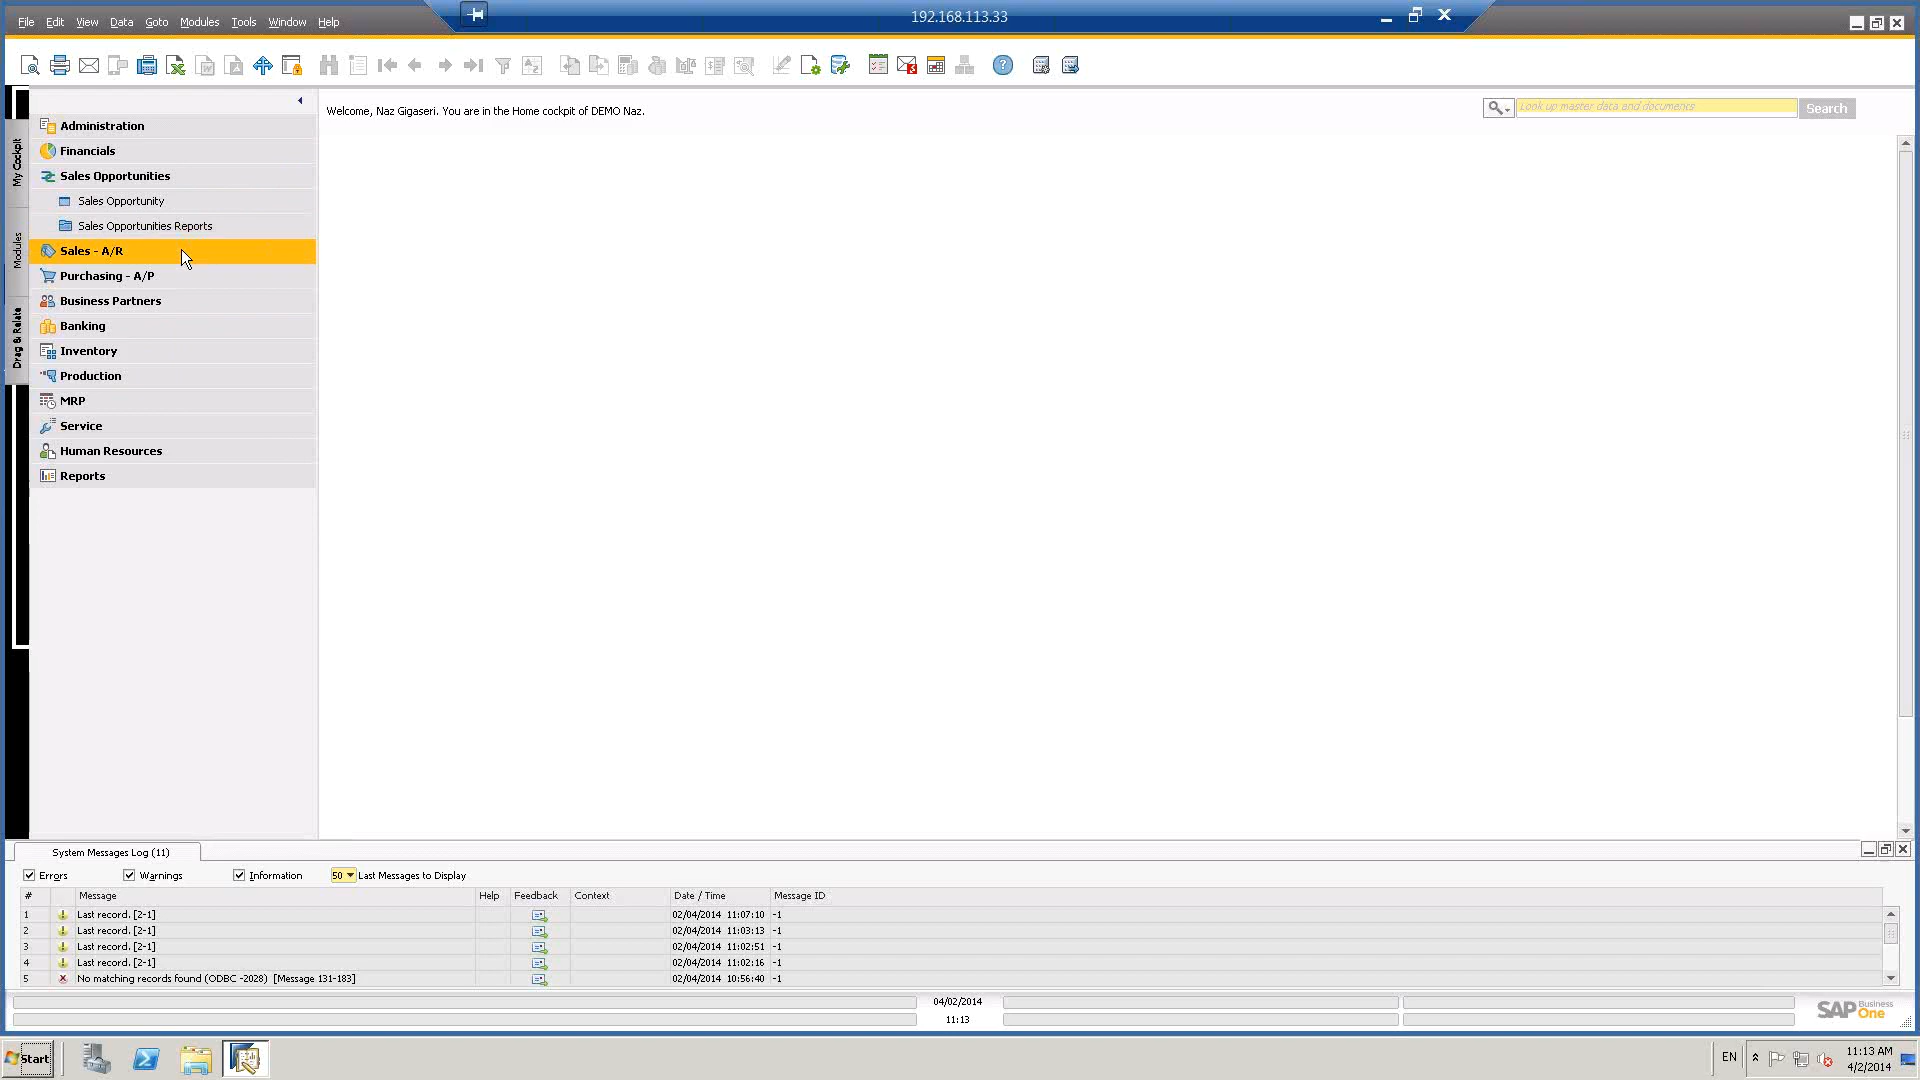 File Edit View Data Goto Modules Tools Window Help
192.168.113.33
Welcome, Naz Gigaseri. You are in the Home cockpit of DEMO Naz.
Look up master data and documents
Search
My Cockpit
Modules
Drag & Relate
Administration
Financials
Sales Opportunities
Sales Opportunity
Sales Opportunities Reports
Sales - A/R
Purchasing - A/P
Business Partners
Banking
Inventory
Production
MRP
Service
Human Resources
Reports
System Messages Log (11)
Errors Warnings Information 50 Last Messages to Display
# Message Help Feedback Context Date / Time Message ID
1 Last record. [2-1] 02/04/2014 11:07:10 -1
2 Last record. [2-1] 02/04/2014 11:03:13 -1
3 Last record. [2-1] 02/04/2014 11:02:51 -1
4 Last record. [2-1] 02/04/2014 11:02:16 -1
5 No matching records found (ODBC -2028) [Message 131-183] 02/04/2014 10:56:40 -1
04/02/2014
11:13
SAP Business One
Start
EN
11:13 AM
4/2/2014